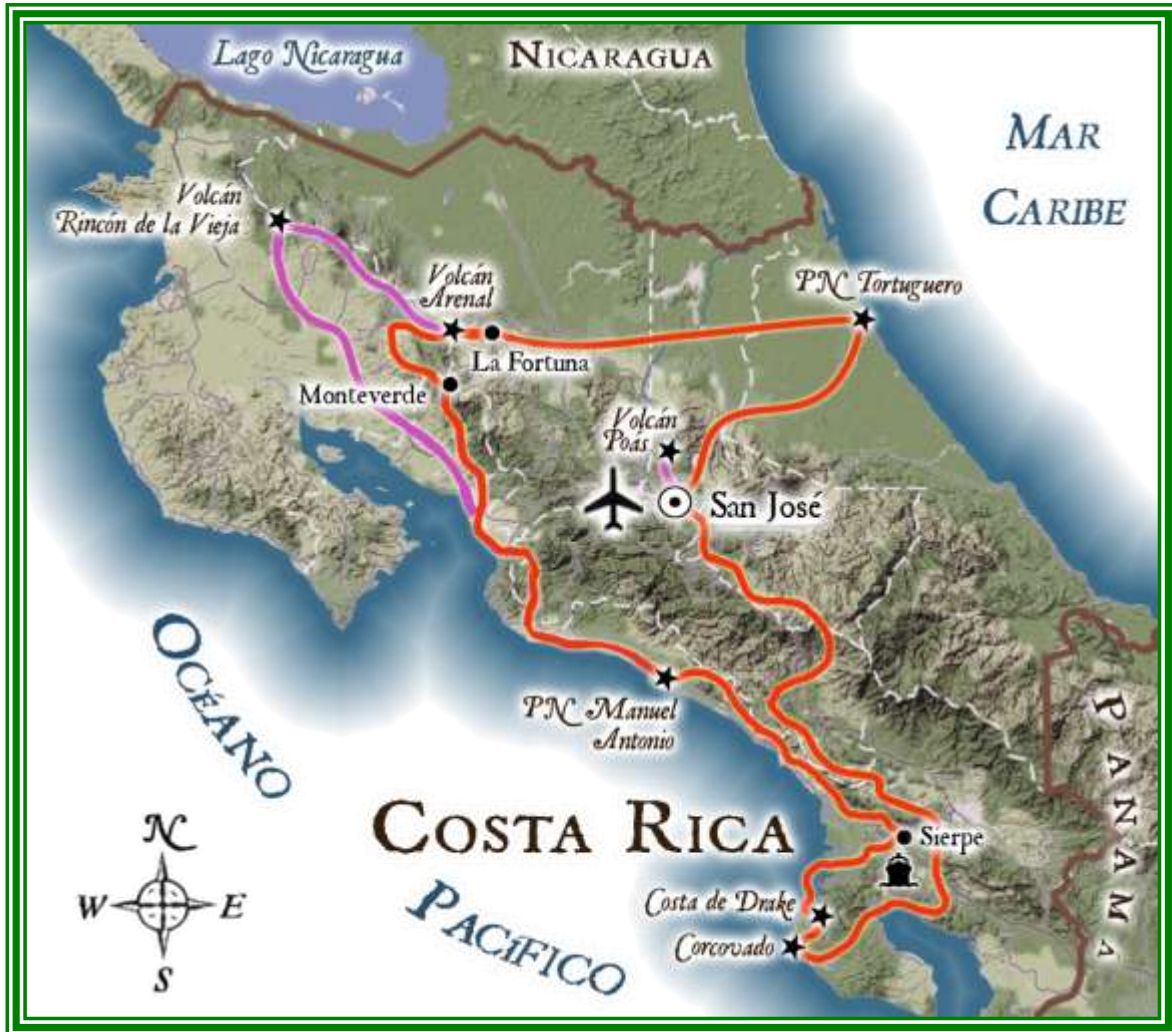 Lago Nicaragua
NICARAGUA
MAR
CARIBE
Volcán
Rincón de la Vieja
Volcán
Arenal
PN Tortuguero
La Fortuna
Monteverde
Volcán
Poás
San José
OCÉANO
PACÍFICO
PN Manuel
Antonio
COSTA RICA
PANAMA
Sierpe
Costa de Drake
Corcovado
N
W E
S